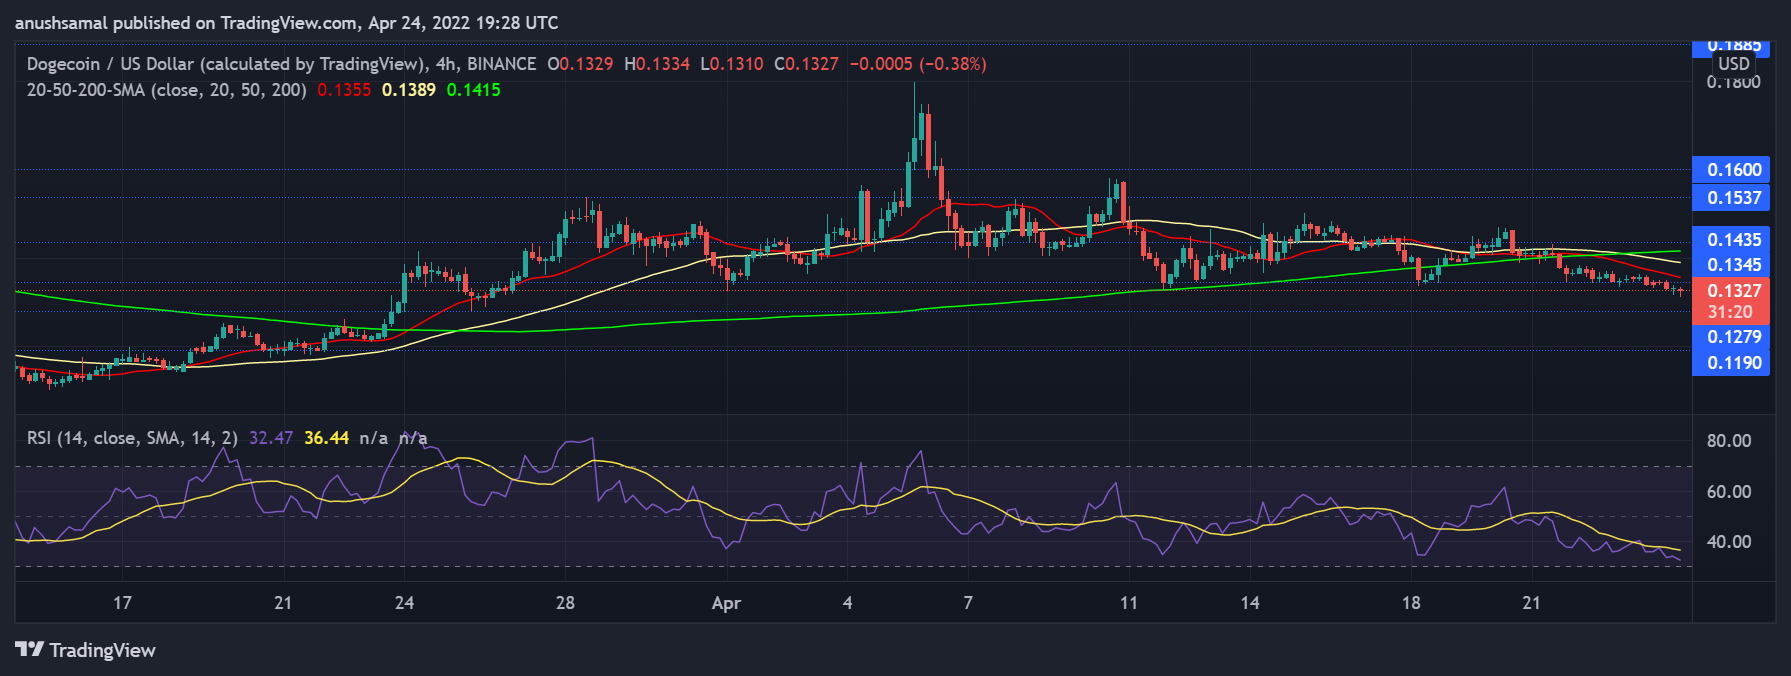 anushsamal published on TradingView.com, Apr 24, 2022 19:28 UTC
Dogecoin / US Dollar (calculated by TradingView), 4h, BINANCE O0.1329 H0.1334 L0.1310 C0.1327 −0.0005 (−0.38%)
20-50-200-SMA (close, 20, 50, 200) 0.1355 0.1389 0.1415
0.1885
USD
0.1800
0.1600
0.1537
0.1435
0.1345
0.1327
31:20
0.1279
0.1190
RSI (14, close, SMA, 14, 2) 32.47 36.44 n/a n/a
80.00
60.00
40.00
17 21 24 28 Apr 4 7 11 14 18 21
TradingView